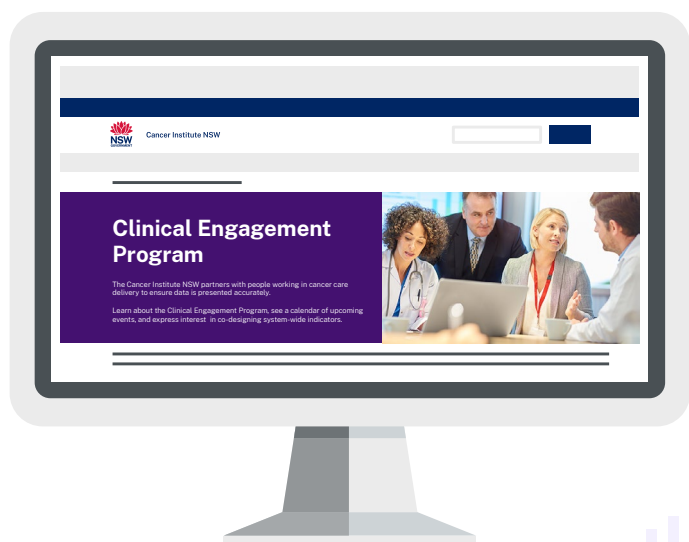 NSW
GOVERNMENT
Cancer Institute NSW
Clinical Engagement
Program
The Cancer Institute NSW partners with people working in cancer care
delivery to ensure data is presented accurately.
Learn about the Clinical Engagement Program, see a calendar of upcoming
events, and express interest  in co-designing system-wide indicators.